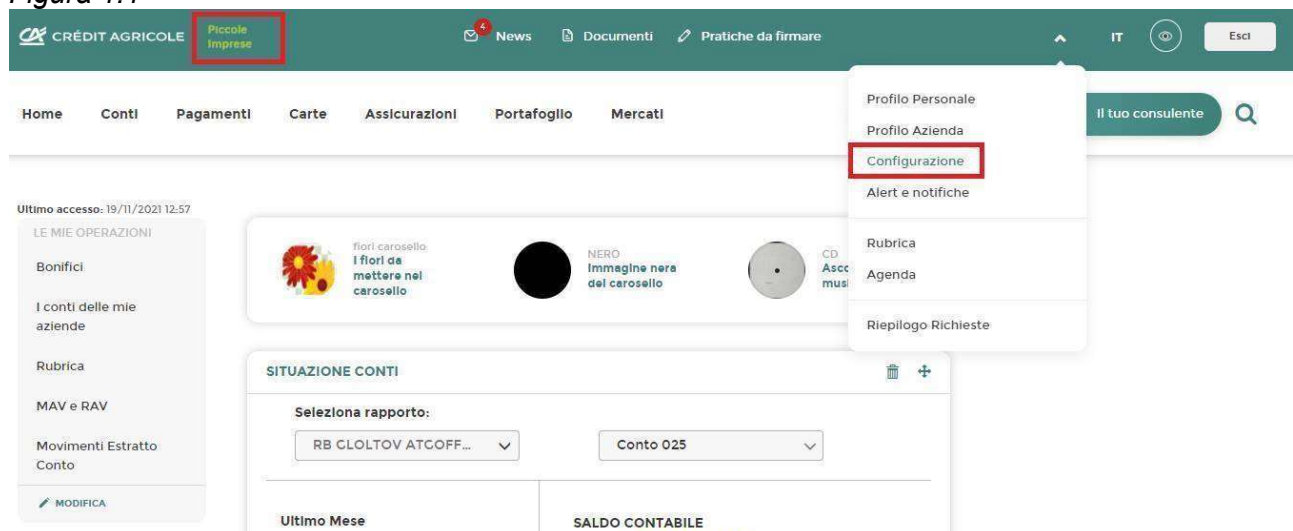 CRÉDIT AGRICOLE
Piccole
Imprese
4
News
Documenti
Pratiche da firmare
IT
Esci
Home
Conti
Pagamenti
Carte
Assicurazioni
Portafoglio
Mercati
Il tuo consulente
Profilo Personale
Profilo Azienda
Configurazione
Alert e notifiche
Rubrica
Agenda
Riepilogo Richieste
Ultimo accesso: 19/11/2021 12:57
LE MIE OPERAZIONI
Bonifici
I conti delle mie
aziende
Rubrica
MAV e RAV
Movimenti Estratto
Conto
MODIFICA
fiori carosello
I fiori da
mettere nel
carosello
NERO
Immagine nera
del carosello
CD
SITUAZIONE CONTI
Seleziona rapporto:
RB CLOLTOV ATCOFF...
Conto 025
Ultimo Mese
SALDO CONTABILE